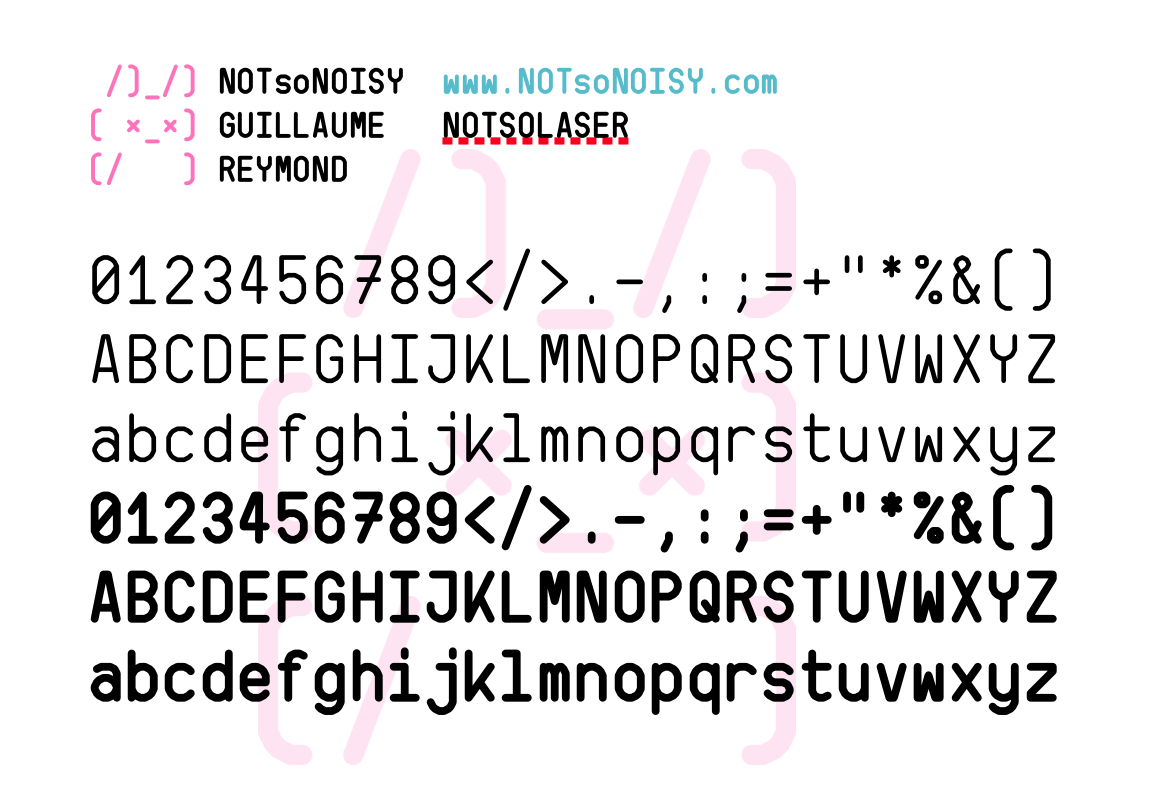 /)_/) NOTsoNOISY www.NOTsoNOISY.com
( ×_×) GUILLAUME NOTSOLASER
(/   ) REYMOND
0123456789</>.-,:;=+"*%&()
ABCDEFGHIJKLMNOPQRSTUVWXYZ
abcdefghijklmnopqrstuvwxyz
0123456789</>.-,:;=+"*%&()
ABCDEFGHIJKLMNOPQRSTUVWXYZ
abcdefghijklmnopqrstuvwxyz